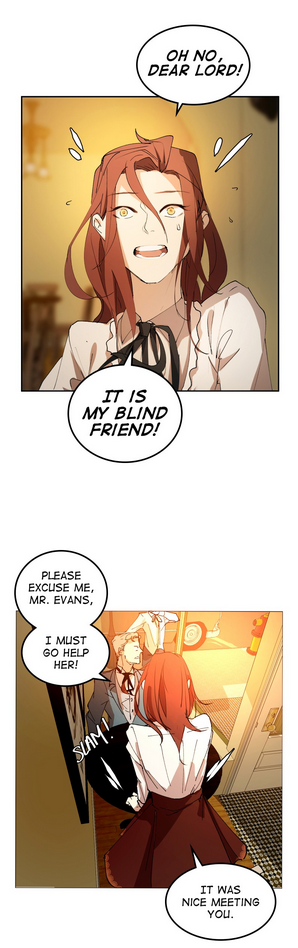 OH NO,
DEAR LORD!
IT IS
MY BLIND
FRIEND!
PLEASE
EXCUSE ME,
MR. EVANS,
I MUST
GO HELP
HER!
SLAM!
IT WAS
NICE MEETING
YOU.